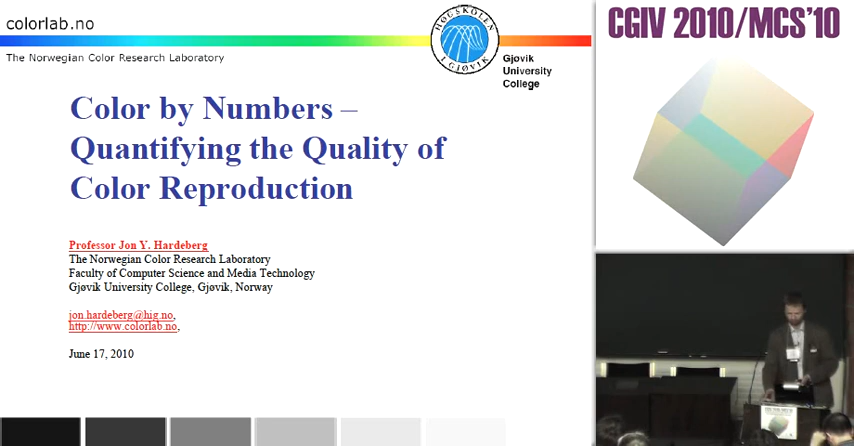 colorlab.no
The Norwegian Color Research Laboratory
HØGSKOLEN
I GJØVIK
Gjøvik
University
College
Color by Numbers –
Quantifying the Quality of
Color Reproduction
Professor Jon Y. Hardeberg
The Norwegian Color Research Laboratory
Faculty of Computer Science and Media Technology
Gjøvik University College, Gjøvik, Norway
jon.hardeberg@hig.no,
http://www.colorlab.no,
June 17, 2010
CGIV 2010/MCS'10